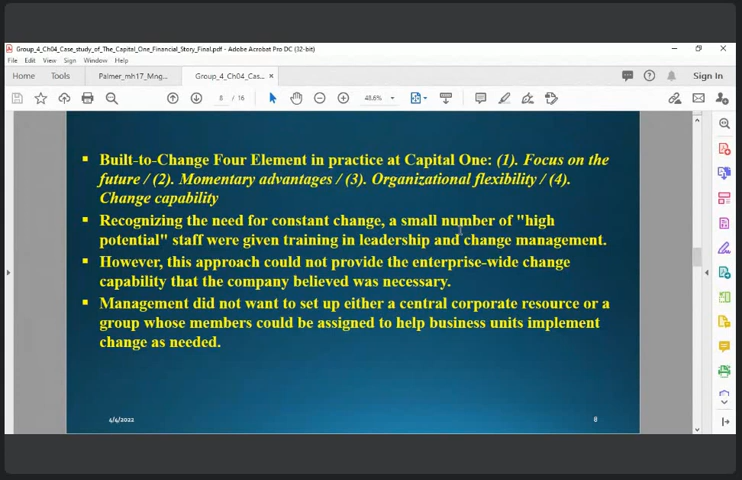 Group_4_Ch04_Case_study_of_The_Capital_One_Financial_Story_Final.pdf - Adobe Acrobat Pro DC (32-bit)
File Edit View Sign Window Help
Home Tools Palmer_mh17_Mng... Group_4_Ch04_Cas... × Sign In
8 / 16 48.6%
Built-to-Change Four Element in practice at Capital One: (1). Focus on the
future / (2). Momentary advantages / (3). Organizational flexibility / (4).
Change capability
Recognizing the need for constant change, a small number of "high
potential" staff were given training in leadership and change management.
However, this approach could not provide the enterprise-wide change
capability that the company believed was necessary.
Management did not want to set up either a central corporate resource or a
group whose members could be assigned to help business units implement
change as needed.
4/4/2022 8